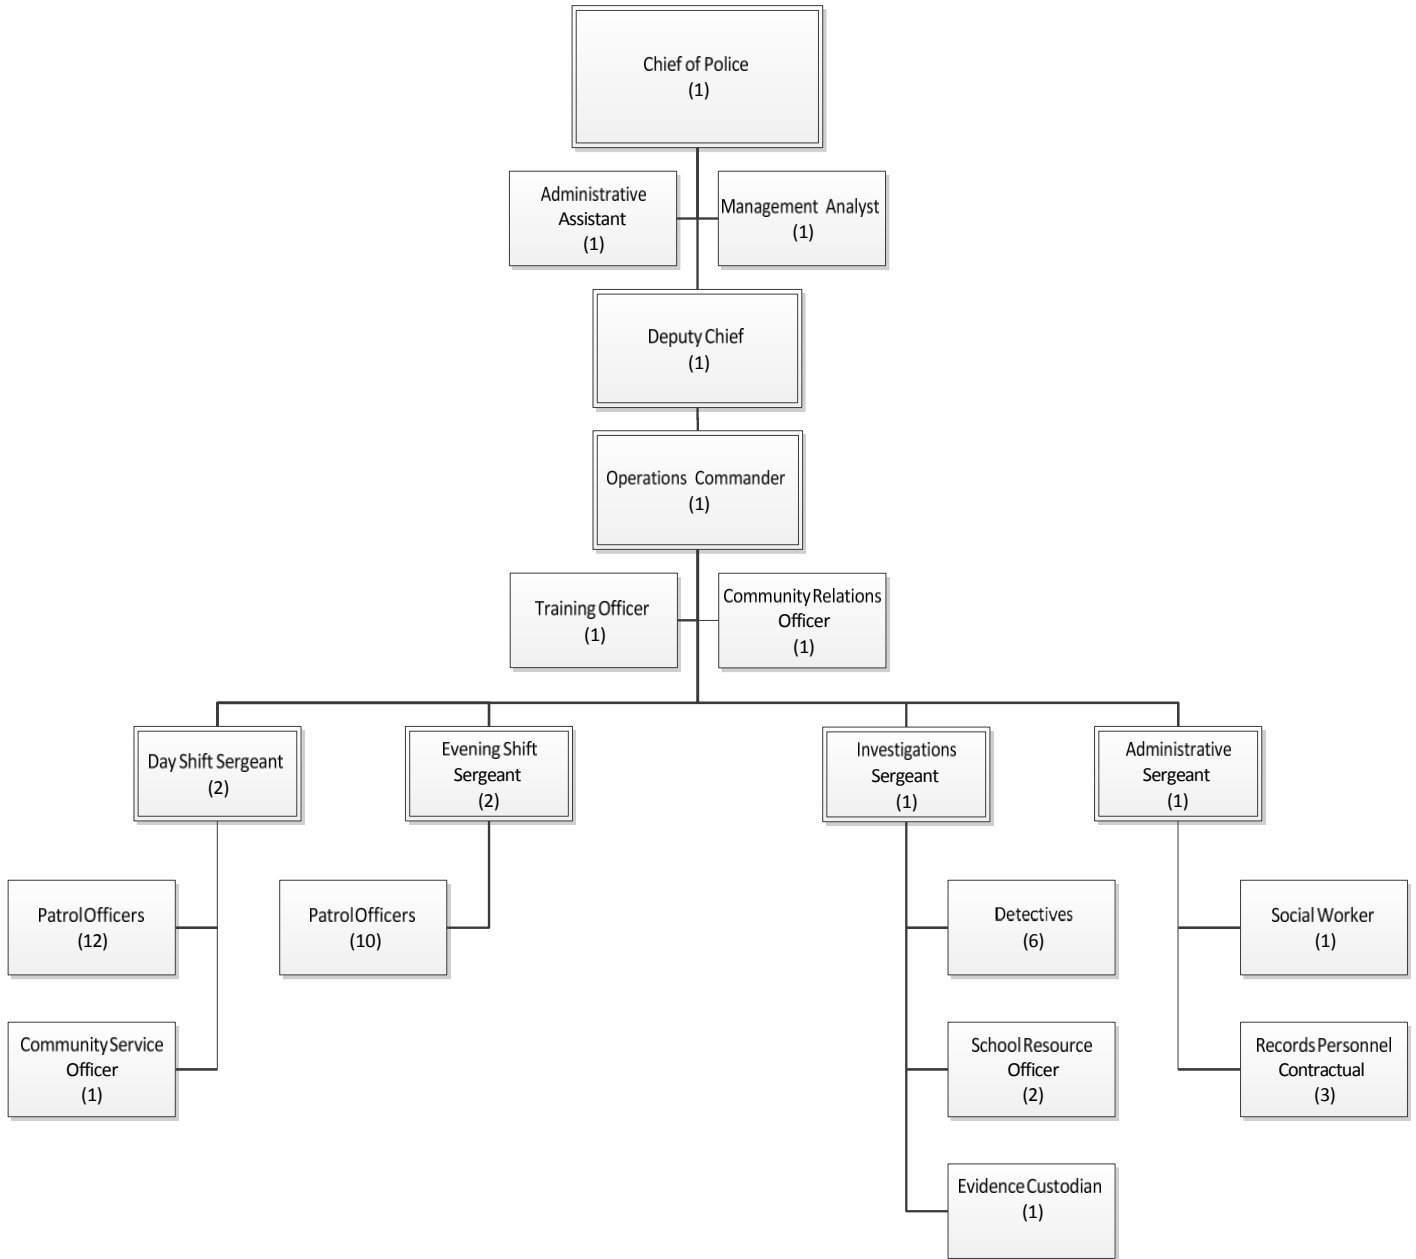 Chief of Police
(1)
Administrative
Assistant
(1)
Management Analyst
(1)
Deputy Chief
(1)
Operations Commander
(1)
Training Officer
(1)
Community Relations
Officer
(1)
Day Shift Sergeant
(2)
Evening Shift
Sergeant
(2)
Investigations
Sergeant
(1)
Administrative
Sergeant
(1)
Patrol Officers
(12)
Patrol Officers
(10)
Detectives
(6)
Social Worker
(1)
Community Service
Officer
(1)
School Resource
Officer
(2)
Records Personnel
Contractual
(3)
Evidence Custodian
(1)